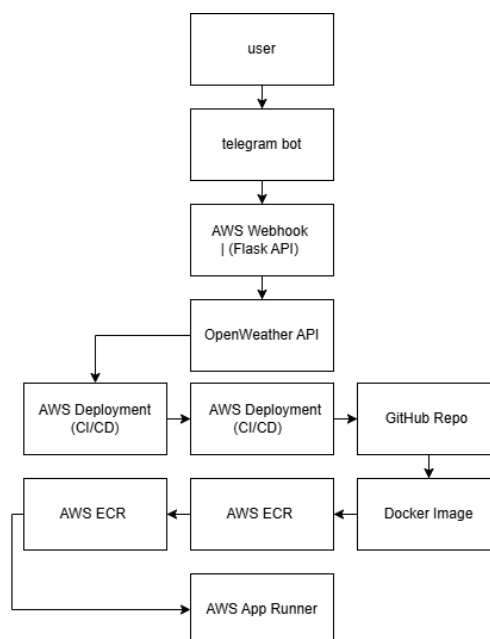 user
telegram bot
AWS Webhook
| (Flask API)
OpenWeather API
AWS Deployment
(CI/CD)
AWS Deployment
(CI/CD)
GitHub Repo
AWS ECR
AWS ECR
Docker Image
AWS App Runner